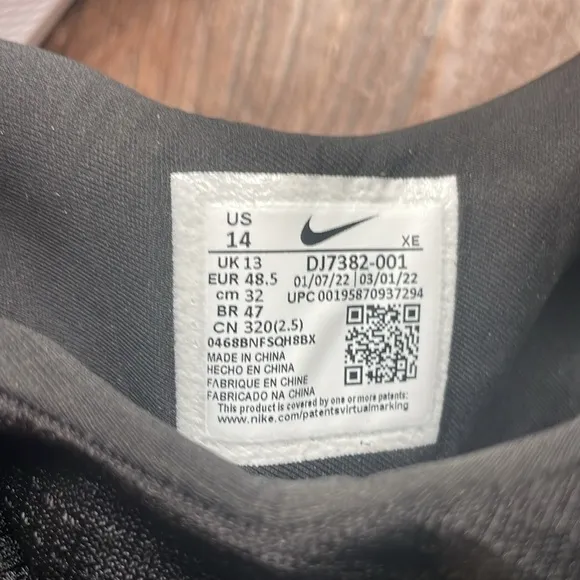 US
14
XE
UK 13 DJ7382-001
EUR 48.5 01/07/22 | 03/01/22
cm 32 UPC 00195870937294
BR 47
CN 320(2.5)
0468BNFSQH8BX
MADE IN CHINA
HECHO EN CHINA
FABRIQUE EN CHINE
FABRICADO NA CHINA
This product is covered by one or more patents:
www.nike.com/patentsvirtualmarking